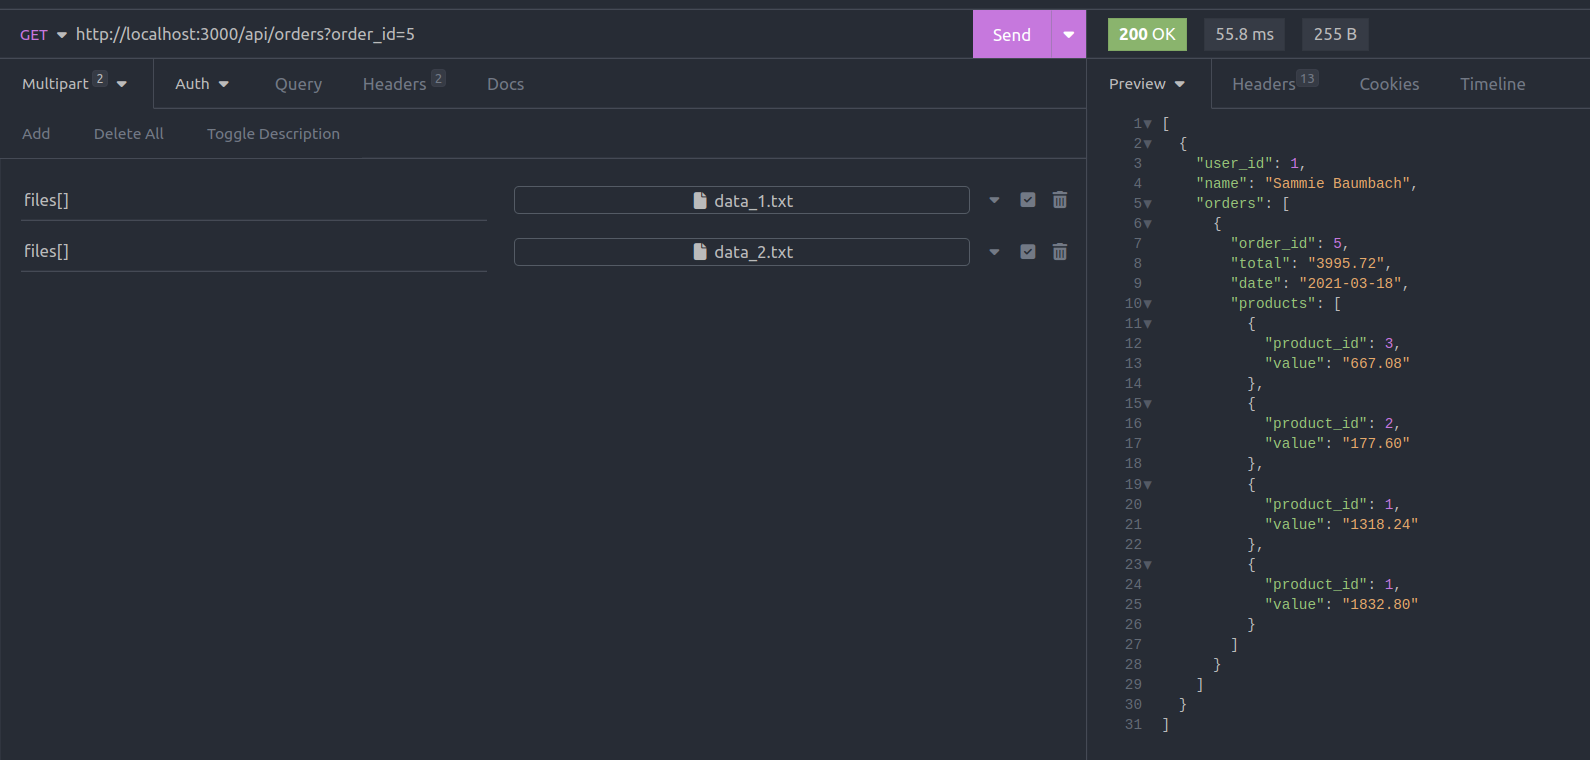 GET http://localhost:3000/api/orders?order_id=5 Send 200 OK 55.8 ms 255 B
Multipart 2 Auth Query Headers 2 Docs
Preview Headers 13 Cookies Timeline
Add Delete All Toggle Description
files[] data_1.txt
files[] data_2.txt
1 [
2 {
3 "user_id": 1,
4 "name": "Sammie Baumbach",
5 "orders": [
6 {
7 "order_id": 5,
8 "total": "3995.72",
9 "date": "2021-03-18",
10 "products": [
11 {
12 "product_id": 3,
13 "value": "667.08"
14 },
15 {
16 "product_id": 2,
17 "value": "177.60"
18 },
19 {
20 "product_id": 1,
21 "value": "1318.24"
22 },
23 {
24 "product_id": 1,
25 "value": "1832.80"
26 }
27 ]
28 }
29 ]
30 }
31 ]